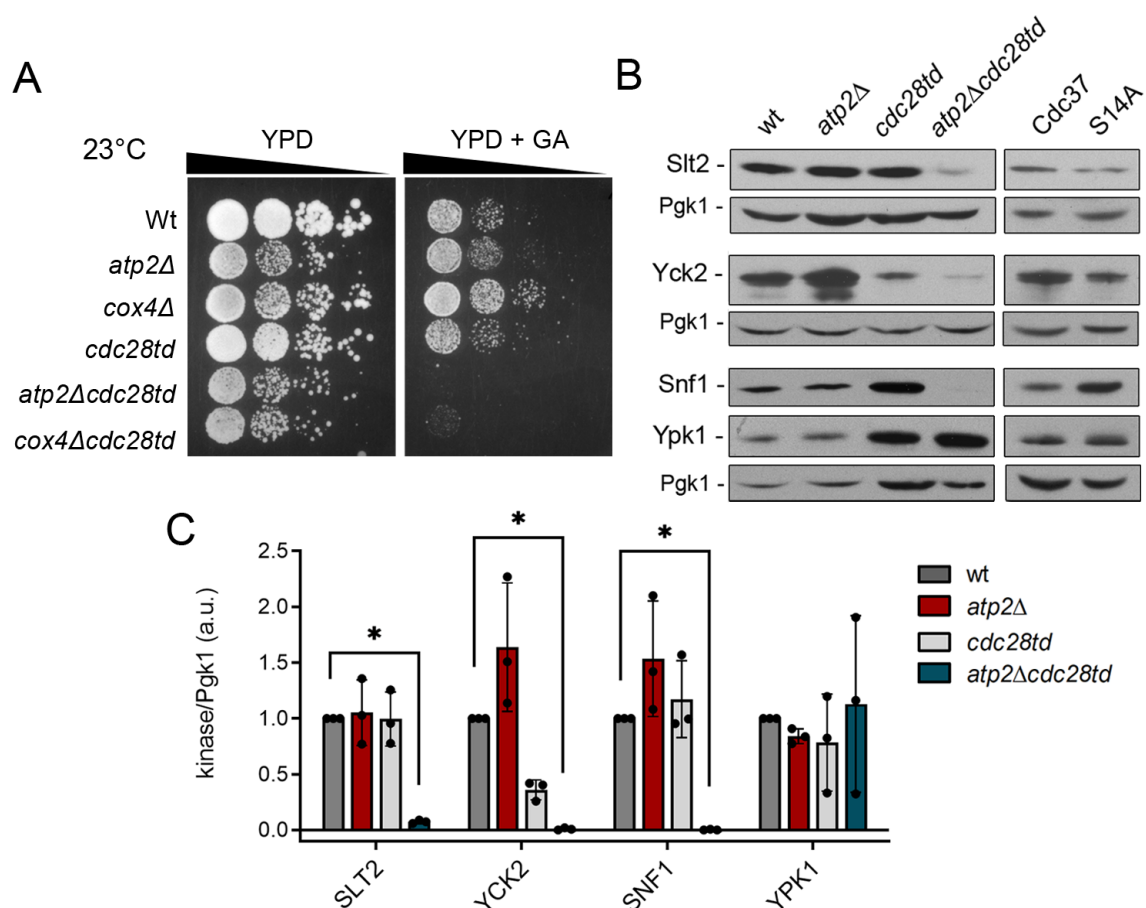 A
23°C
YPD
YPD + GA
Wt
atp2Δ
cox4Δ
cdc28td
atp2Δcdc28td
cox4Δcdc28td
B
wt
atp2Δ
cdc28td
atp2Δcdc28td
Cdc37
S14A
Slt2 -
Pgk1 -
Yck2 -
Pgk1 -
Snf1 -
Ypk1 -
Pgk1 -
C
kinase/Pgk1 (a.u.)
2.5
2.0
1.5
1.0
0.5
0.0
*
*
*
SLT2
YCK2
SNF1
YPK1
wt
atp2Δ
cdc28td
atp2Δcdc28td